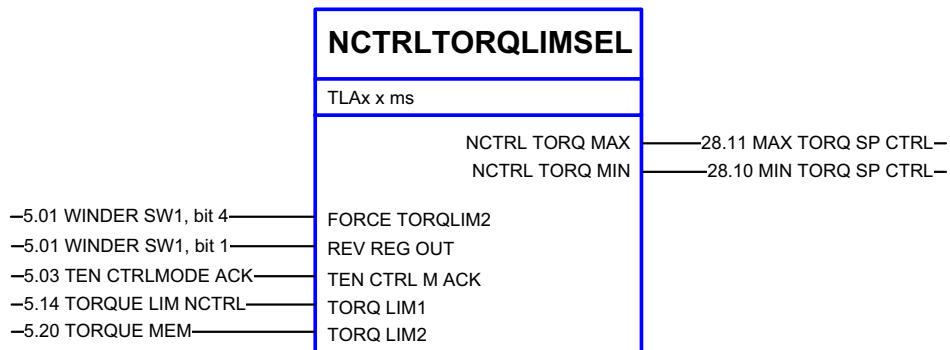 NCTRLTORQLIMSEL
TLAx x ms
NCTRL TORQ MAX 28.11 MAX TORQ SP CTRL
NCTRL TORQ MIN 28.10 MIN TORQ SP CTRL
5.01 WINDER SW1, bit 4 FORCE TORQLIM2
5.01 WINDER SW1, bit 1 REV REG OUT
5.03 TEN CTRLMODE ACK TEN CTRL M ACK
5.14 TORQUE LIM NCTRL TORQ LIM1
5.20 TORQUE MEM TORQ LIM2